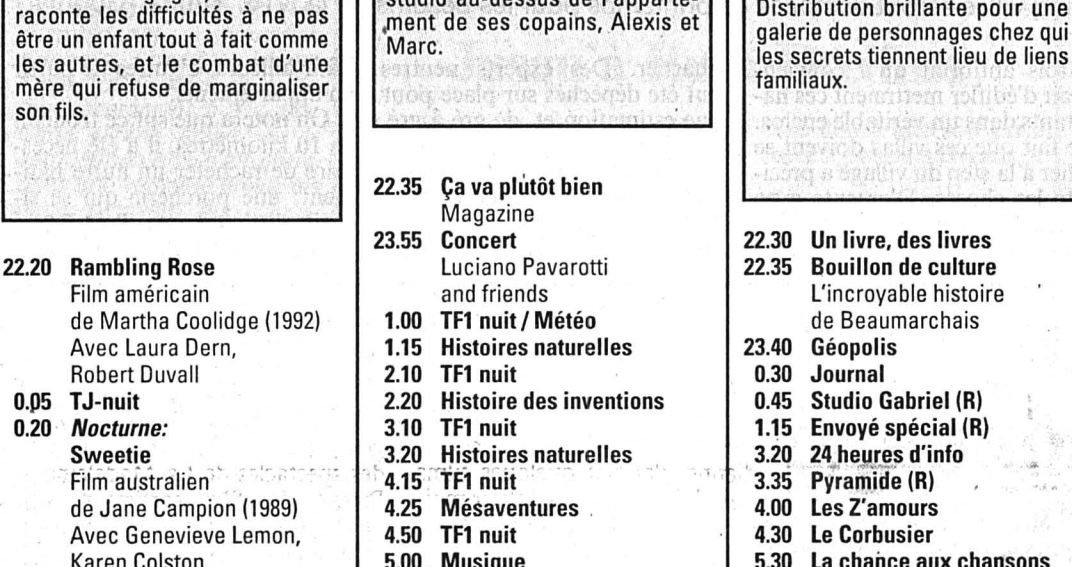 raconte les difficultés à ne pas
être un enfant tout à fait comme
les autres, et le combat d'une
mère qui refuse de marginaliser
son fils.
22.20 Rambling Rose
Film américain
de Martha Coolidge (1992)
Avec Laura Dern,
Robert Duvall
0.05 TJ-nuit
0.20 Nocturne:
Sweetie
Film australien
de Jane Campion (1989)
Avec Genevieve Lemon,
Karen Colston
studio au-dessus de l'apparte-
ment de ses copains, Alexis et
Marc.
22.35 Ça va plutôt bien
Magazine
23.55 Concert
Luciano Pavarotti
and friends
1.00 TF1 nuit / Météo
1.15 Histoires naturelles
2.10 TF1 nuit
2.20 Histoire des inventions
3.10 TF1 nuit
3.20 Histoires naturelles
4.15 TF1 nuit
4.25 Mésaventures
4.50 TF1 nuit
5.00 Musique
Distribution brillante pour une
galerie de personnages chez qui
les secrets tiennent lieu de liens
familiaux.
22.30 Un livre, des livres
22.35 Bouillon de culture
L'incroyable histoire
de Beaumarchais
23.40 Géopolis
0.30 Journal
0.45 Studio Gabriel (R)
1.15 Envoyé spécial (R)
3.20 24 heures d'info
3.35 Pyramide (R)
4.00 Les Z'amours
4.30 Le Corbusier
5.30 La chance aux chansons